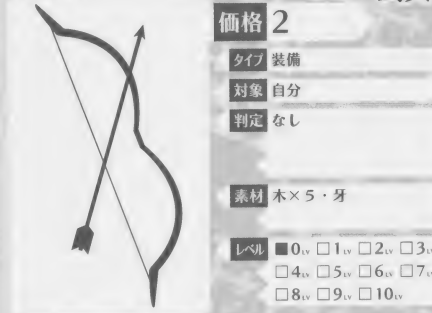 価格 2
タイプ 装備
対象 自分
判定 なし
素材 木×5・牙
レベル ■0LV □1LV □2LV □3LV
□4LV □5LV □6LV □7LV
□8LV □9LV □10LV